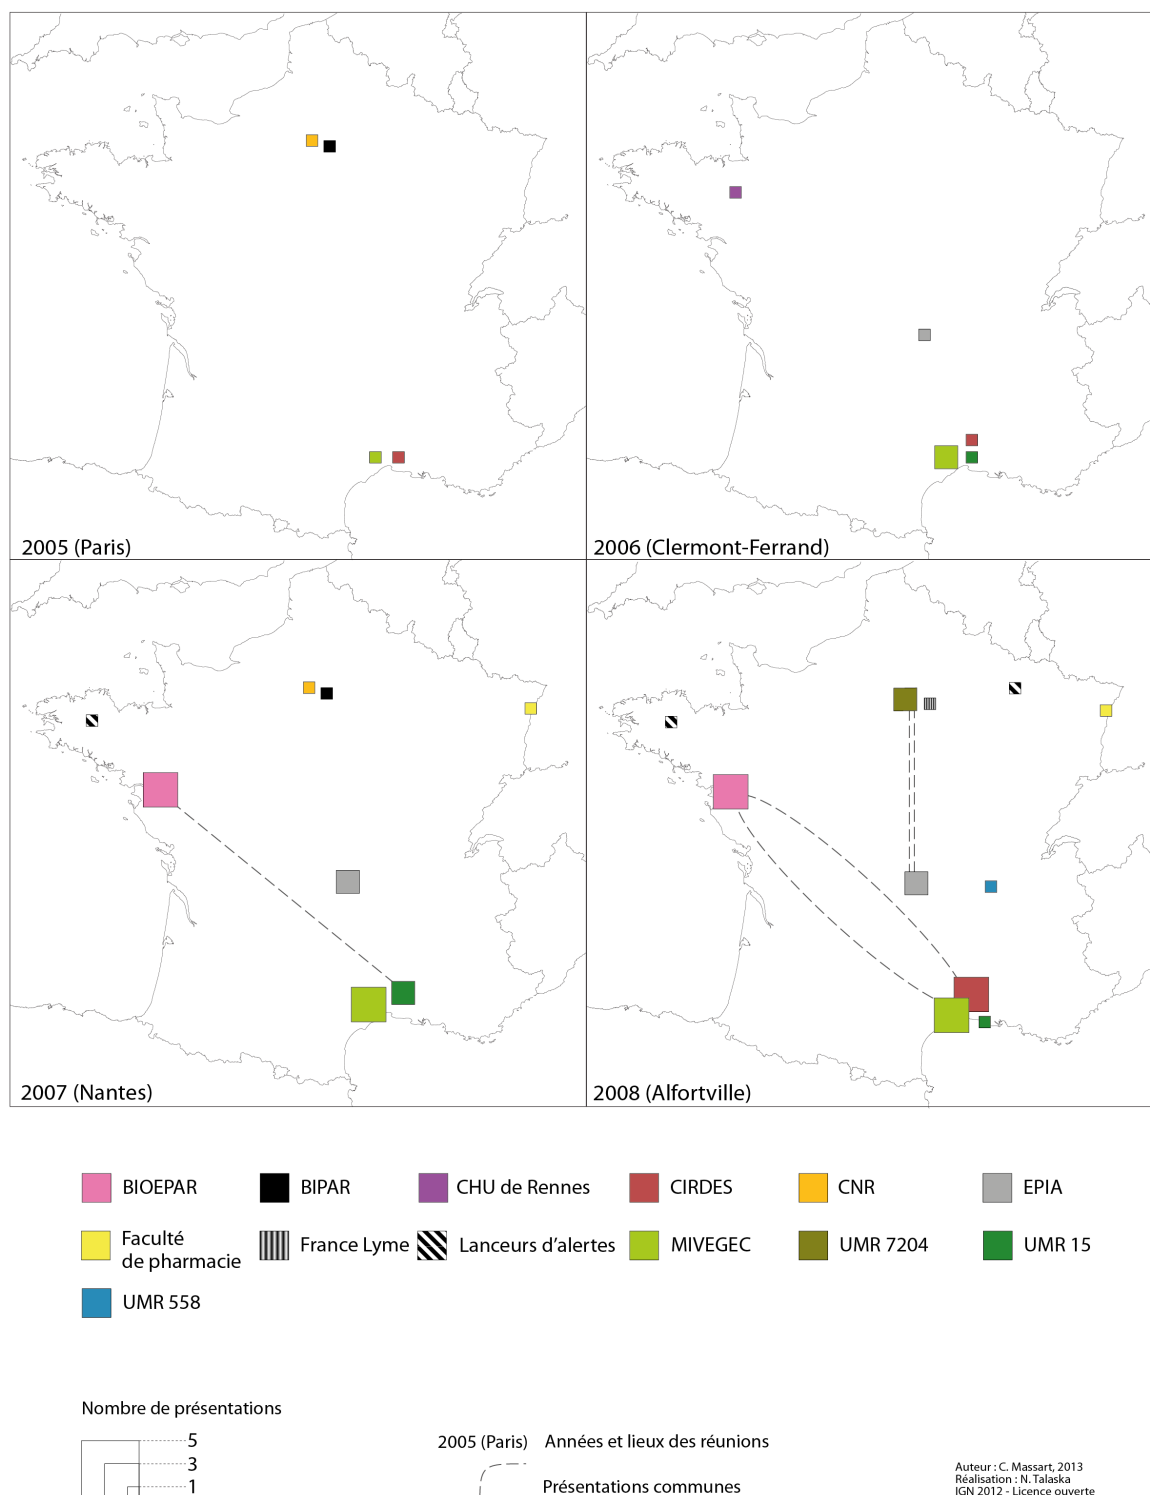 2005 (Paris)
2006 (Clermont-Ferrand)
2007 (Nantes)
2008 (Alfortville)
BIOEPAR
BIPAR
CHU de Rennes
CIRDES
CNR
EPIA
Faculté
de pharmacie
France Lyme
Lanceurs d'alertes
MIVEGEC
UMR 7204
UMR 15
UMR 558
Nombre de présentations
5
3
1
2005 (Paris) Années et lieux des réunions
Présentations communes
Auteur : C. Massart, 2013
Réalisation : N. Talaska
IGN 2012 - Licence ouverte